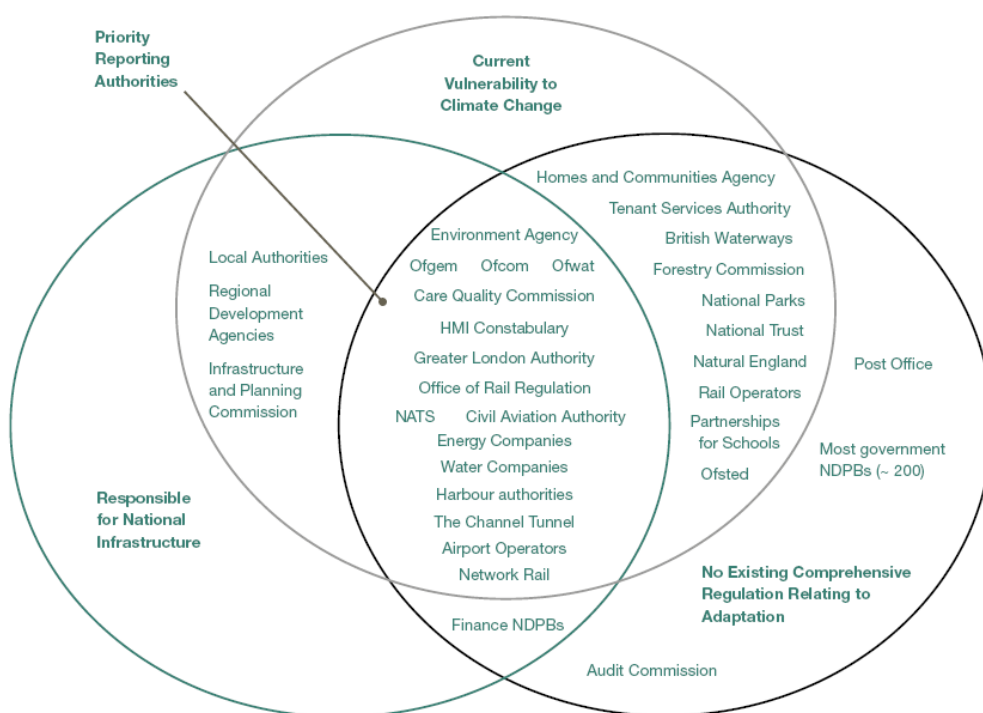 Priority
Reporting
Authorities
Current
Vulnerability to
Climate Change
Homes and Communities Agency
Tenant Services Authority
British Waterways
Forestry Commission
National Parks
National Trust
Natural England
Rail Operators
Partnerships
for Schools
Ofsted
Environment Agency
Ofgem Ofcom Ofwat
Care Quality Commission
HMI Constabulary
Greater London Authority
Office of Rail Regulation
NATS Civil Aviation Authority
Energy Companies
Water Companies
Harbour authorities
The Channel Tunnel
Airport Operators
Network Rail
Local Authorities
Regional
Development
Agencies
Infrastructure
and Planning
Commission
Post Office
Most government
NDPBs (~ 200)
Responsible
for National
Infrastructure
No Existing Comprehensive
Regulation Relating to
Adaptation
Finance NDPBs
Audit Commission